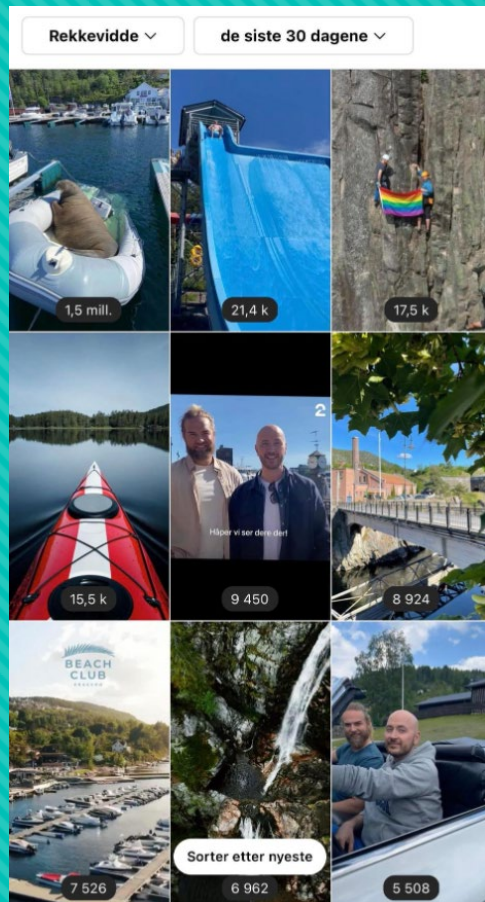 Rekkevidde
de siste 30 dagene
1,5 mill.
21,4 k
17,5 k
15,5 k
2
Håper vi ser dere der!
9 450
8 924
BEACH
CLUB
7 526
Sorter etter nyeste
6 962
5 508